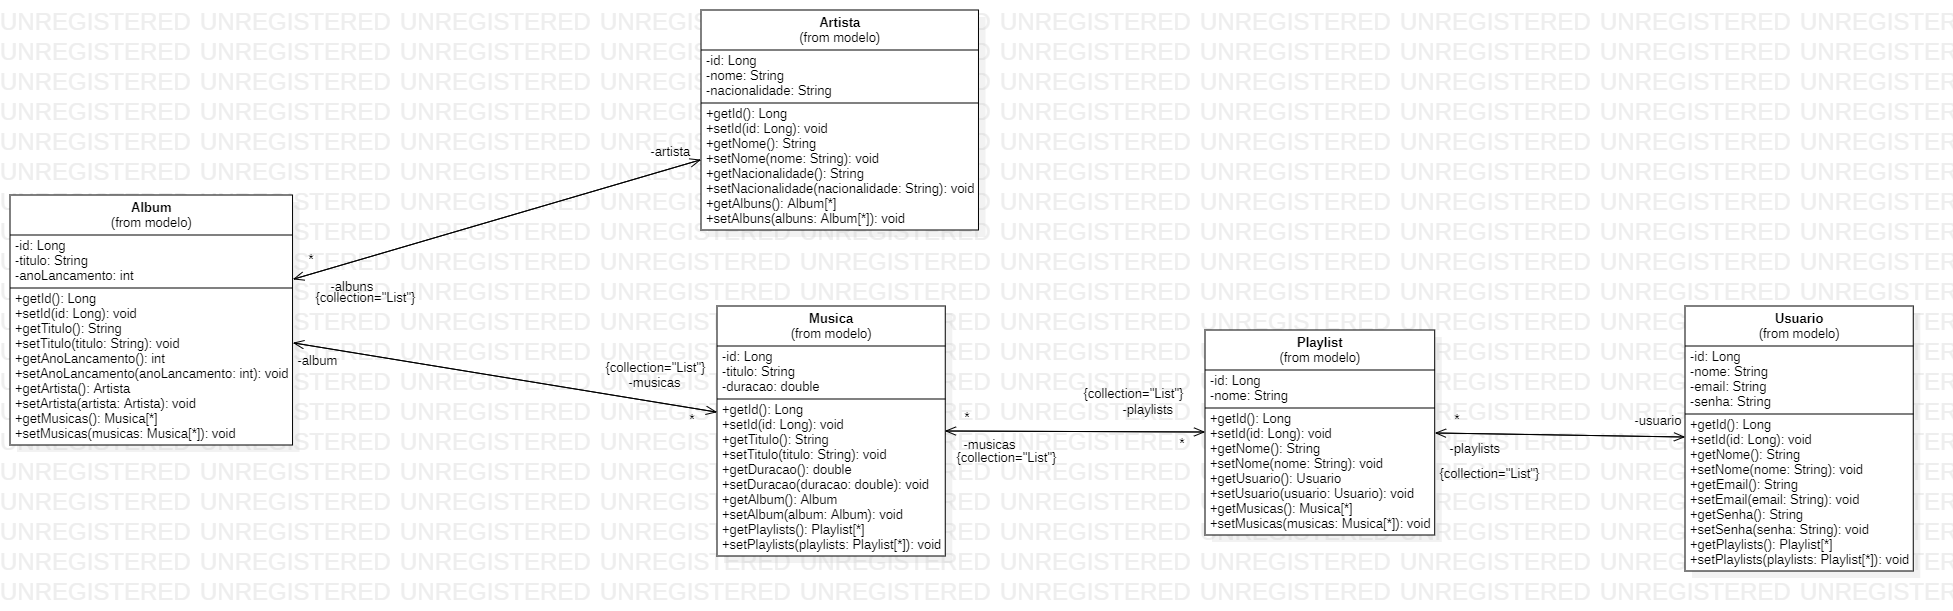 Artista
(from modelo)
-id: Long
-nome: String
-nacionalidade: String
+getId(): Long
+setId(id: Long): void
+getNome(): String
+setNome(nome: String): void
+getNacionalidade(): String
+setNacionalidade(nacionalidade: String): void
+getAlbuns(): Album[*]
+setAlbuns(albuns: Album[*]): void
-artista
Album
(from modelo)
-id: Long
-titulo: String
-anoLancamento: int
+getId(): Long
+setId(id: Long): void
+getTitulo(): String
+setTitulo(titulo: String): void
+getAnoLancamento(): int
+setAnoLancamento(anoLancamento: int): void
+getArtista(): Artista
+setArtista(artista: Artista): void
+getMusicas(): Musica[*]
+setMusicas(musicas: Musica[*]): void
*
-albuns
{collection="List"}
-album
{collection="List"}
-musicas
*
Musica
(from modelo)
-id: Long
-titulo: String
-duracao: double
+getId(): Long
+setId(id: Long): void
+getTitulo(): String
+setTitulo(titulo: String): void
+getDuracao(): double
+setDuracao(duracao: double): void
+getAlbum(): Album
+setAlbum(album: Album): void
+getPlaylists(): Playlist[*]
+setPlaylists(playlists: Playlist[*]): void
*
-musicas
{collection="List"}
{collection="List"}
-playlists
*
Playlist
(from modelo)
-id: Long
-nome: String
+getId(): Long
+setId(id: Long): void
+getNome(): String
+setNome(nome: String): void
+getUsuario(): Usuario
+setUsuario(usuario: Usuario): void
+getMusicas(): Musica[*]
+setMusicas(musicas: Musica[*]): void
*
-playlists
{collection="List"}
-usuario
Usuario
(from modelo)
-id: Long
-nome: String
-email: String
-senha: String
+getId(): Long
+setId(id: Long): void
+getNome(): String
+setNome(nome: String): void
+getEmail(): String
+setEmail(email: String): void
+getSenha(): String
+setSenha(senha: String): void
+getPlaylists(): Playlist[*]
+setPlaylists(playlists: Playlist[*]): void
UNREGISTERED